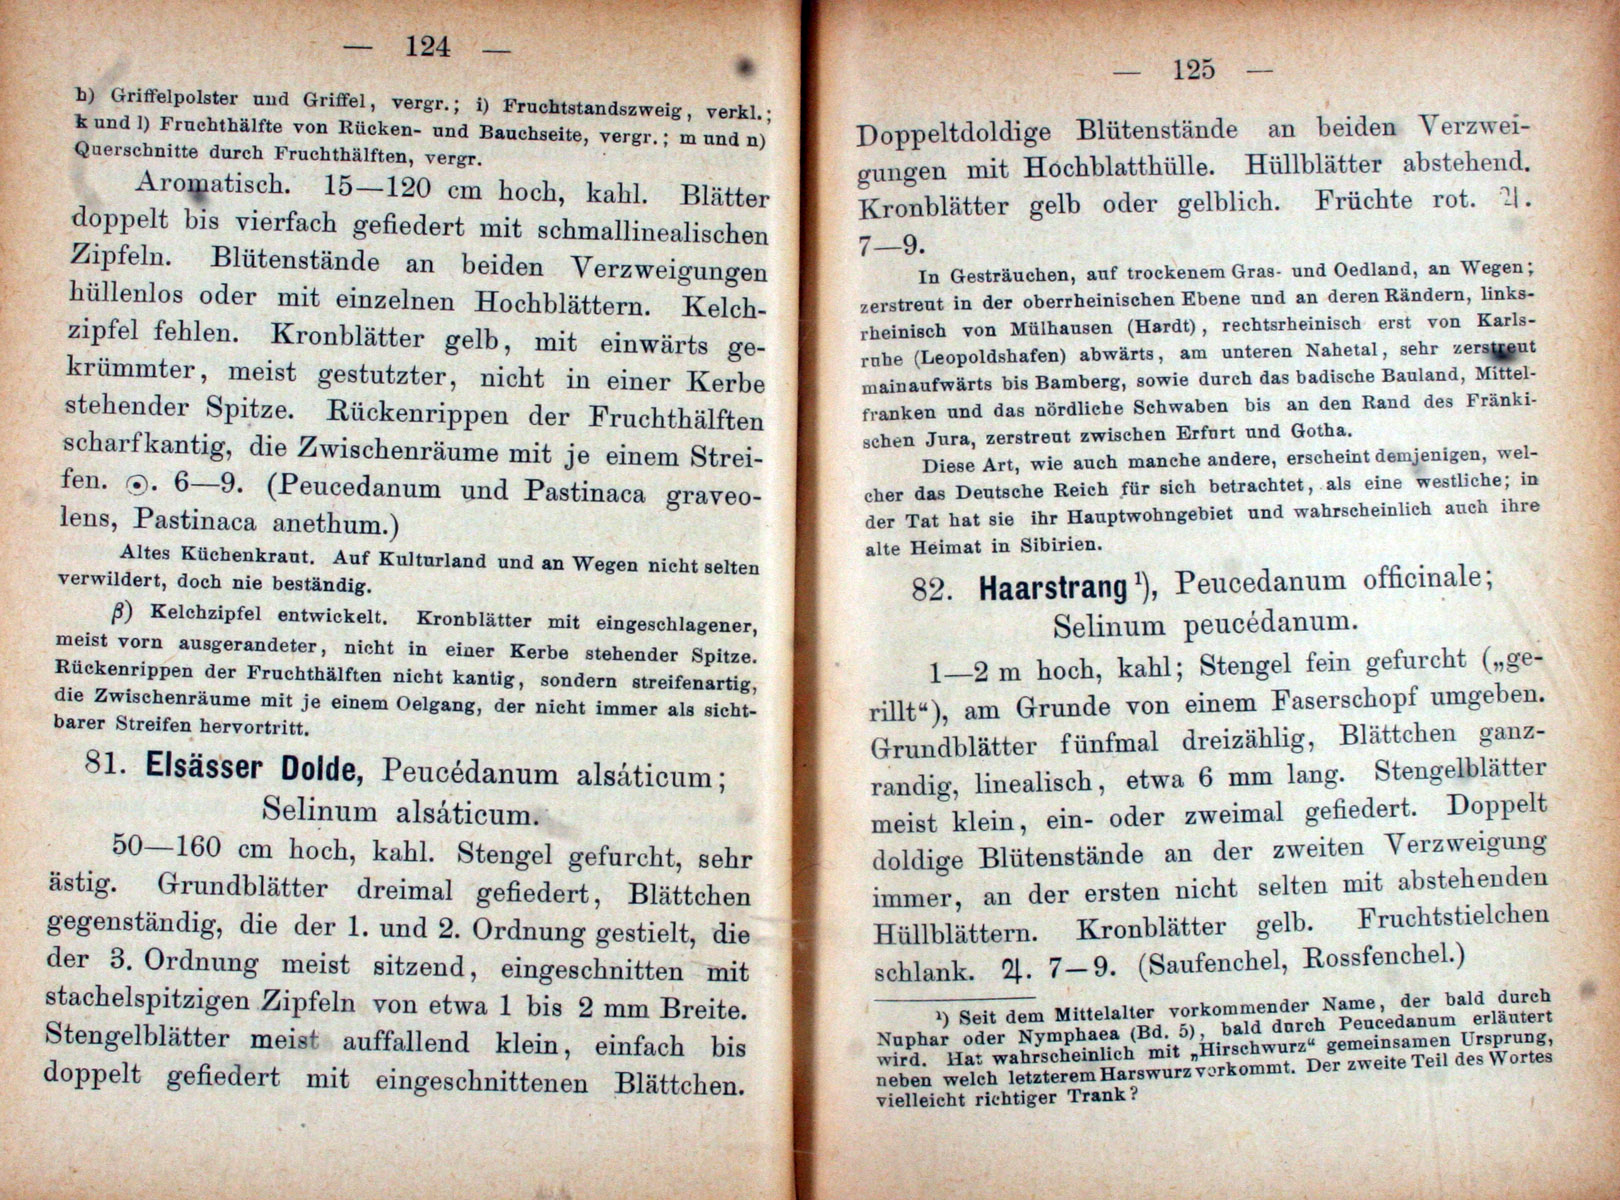 — 124 —
h) Griffelpolster und Griffel, vergr.; i) Fruchtstandszweig, verkl.;
k und l) Fruchthälfte von Rücken- und Bauchseite, vergr.; m und n)
Querschnitte durch Fruchthälften, vergr.
Aromatisch. 15—120 cm hoch, kahl. Blätter
doppelt bis vierfach gefiedert mit schmallinealischen
Zipfeln. Blütenstände an beiden Verzweigungen
hüllenlos oder mit einzelnen Hochblättern. Kelch-
zipfel fehlen. Kronblätter gelb, mit einwärts ge-
krümmter, meist gestutzter, nicht in einer Kerbe
stehender Spitze. Rückenrippen der Fruchthälften
scharfkantig, die Zwischenräume mit je einem Strei-
fen. ⊙. 6—9. (Peucedanum und Pastinaca graveo-
lens, Pastinaca anethum.)
Altes Küchenkraut. Auf Kulturland und an Wegen nicht selten
verwildert, doch nie beständig.
β) Kelchzipfel entwickelt. Kronblätter mit eingeschlagener,
meist vorn ausgerandeter, nicht in einer Kerbe stehender Spitze.
Rückenrippen der Fruchthälften nicht kantig, sondern streifenartig,
die Zwischenräume mit je einem Oelgang, der nicht immer als sicht-
barer Streifen hervortritt.
81. Elsässer Dolde, Peucédanum alsáticum;
Selinum alsáticum.
50—160 cm hoch, kahl. Stengel gefurcht, sehr
ästig. Grundblätter dreimal gefiedert, Blättchen
gegenständig, die der 1. und 2. Ordnung gestielt, die
der 3. Ordnung meist sitzend, eingeschnitten mit
stachelspitzigen Zipfeln von etwa 1 bis 2 mm Breite.
Stengelblätter meist auffallend klein, einfach bis
doppelt gefiedert mit eingeschnittenen Blättchen.
— 125 —
Doppeltdoldige Blütenstände an beiden Verzwei-
gungen mit Hochblatthülle. Hüllblätter abstehend.
Kronblätter gelb oder gelblich. Früchte rot. ♃.
7—9.
In Gesträuchen, auf trockenem Gras- und Oedland, an Wegen;
zerstreut in der oberrheinischen Ebene und an deren Rändern, links-
rheinisch von Mülhausen (Hardt), rechtsrheinisch erst von Karls-
ruhe (Leopoldshafen) abwärts, am unteren Nahetal, sehr zerstreut
mainaufwärts bis Bamberg, sowie durch das badische Bauland, Mittel-
franken und das nördliche Schwaben bis an den Rand des Fränki-
schen Jura, zerstreut zwischen Erfurt und Gotha.
Diese Art, wie auch manche andere, erscheint demjenigen, wel-
cher das Deutsche Reich für sich betrachtet, als eine westliche; in
der Tat hat sie ihr Hauptwohngebiet und wahrscheinlich auch ihre
alte Heimat in Sibirien.
82. Haarstrang ¹), Peucedanum officinale;
Selinum peucédanum.
1—2 m hoch, kahl; Stengel fein gefurcht („ge-
rillt“), am Grunde von einem Faserschopf umgeben.
Grundblätter fünfmal dreizählig, Blättchen ganz-
randig, linealisch, etwa 6 mm lang. Stengelblätter
meist klein, ein- oder zweimal gefiedert. Doppelt
doldige Blütenstände an der zweiten Verzweigung
immer, an der ersten nicht selten mit abstehenden
Hüllblättern. Kronblätter gelb. Fruchtstielchen
schlank. ♃. 7—9. (Saufenchel, Rossfenchel.)
¹) Seit dem Mittelalter vorkommender Name, der bald durch
Nuphar oder Nymphaea (Bd. 5), bald durch Peucedanum erläutert
wird. Hat wahrscheinlich mit „Hirschwurz“ gemeinsamen Ursprung,
neben welch letzterem Harswurz vorkommt. Der zweite Teil des Wortes
vielleicht richtiger Trank?